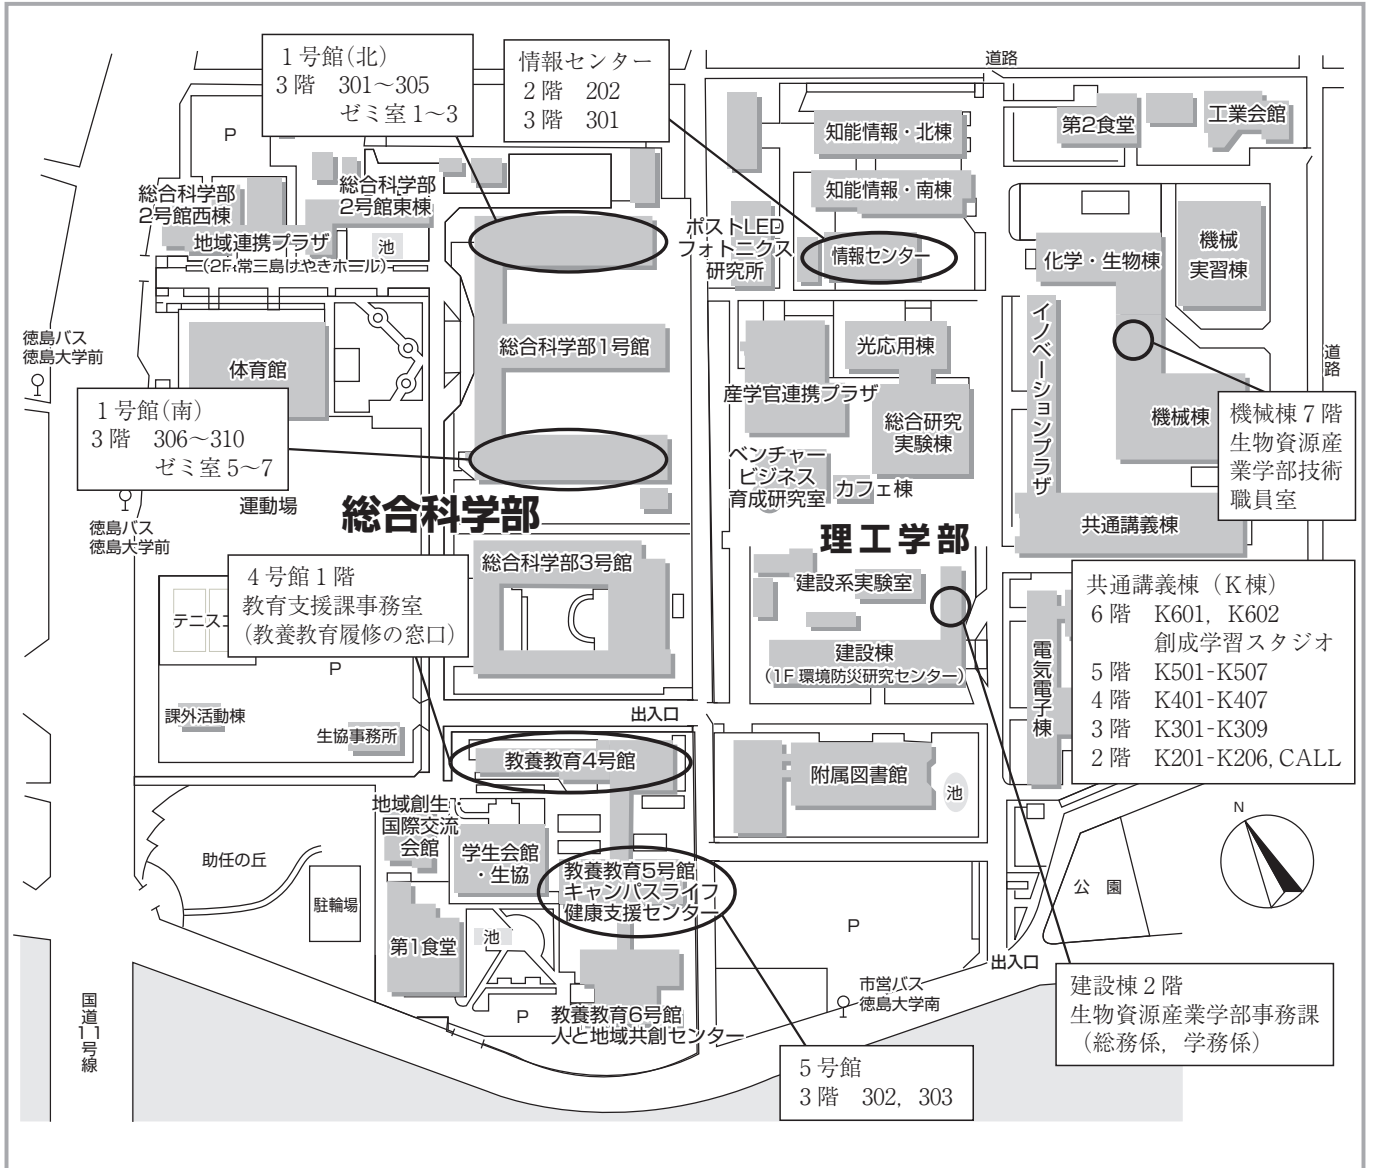 1号館(北)
3階　301～305
ゼミ室1～3
情報センター
2階　202
3階　301
道路
P
知能情報・北棟
第2食堂
工業会館
総合科学部
2号館西棟
総合科学部
2号館東棟
知能情報・南棟
地域連携プラザ
(2F:常三島けやきホール)
池
ポストLED
フォトニクス
研究所
情報センター
化学・生物棟
機械
実習棟
徳島バス
徳島大学前
体育館
総合科学部1号館
光応用棟
イノベーションプラザ
道路
産学官連携プラザ
総合研究
実験棟
機械棟
機械棟7階
生物資源産
業学部技術
職員室
1号館(南)
3階　306～310
ゼミ室5～7
ベンチャー
ビジネス
育成研究室
カフェ棟
運動場
徳島バス
徳島大学前
総合科学部
理工学部
共通講義棟
総合科学部3号館
建設系実験室
4号館1階
教育支援課事務室
(教養教育履修の窓口)
テニスコ
P
建設棟
(1F 環境防災研究センター)
電気電子棟
共通講義棟（K棟）
6階　K601，K602
創成学習スタジオ
5階　K501-K507
4階　K401-K407
3階　K301-K309
2階　K201-K206, CALL
課外活動棟
生協事務所
出入口
教養教育4号館
附属図書館
池
N
地域創生・
国際交流
会館
学生会館
・生協
助任の丘
駐輪場
教養教育5号館
キャンパスライフ
健康支援センター
公　園
第1食堂
池
P
出入口
国道11号線
P
教養教育6号館
人と地域共創センター
市営バス
徳島大学南
建設棟2階
生物資源産業学部事務課
（総務係，学務係）
5号館
3階　302，303